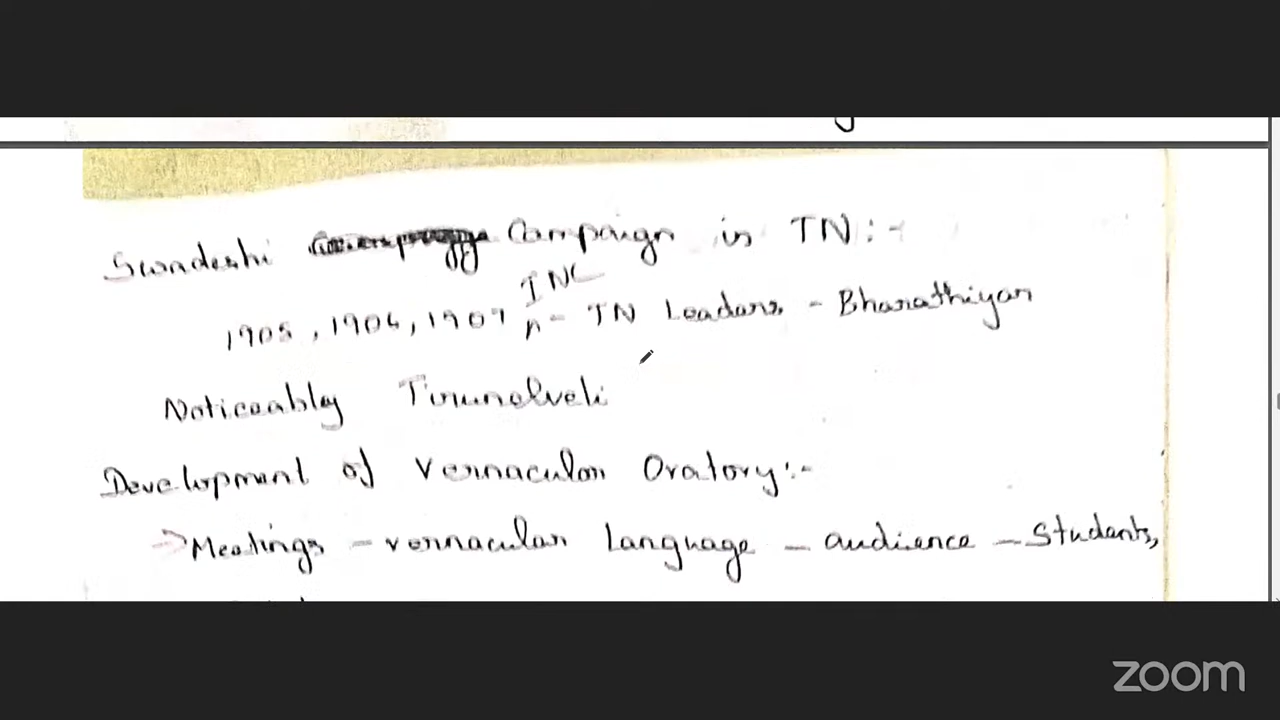 Swadeshi Campaign in TN:-
INC
1905, 1906, 1907 - TN Leaders - Bharathiyar
Noticeably Tirunelveli
Development of Vernacular Oratory:-
→Meetings - vernacular Language - audience - Students,
zoom